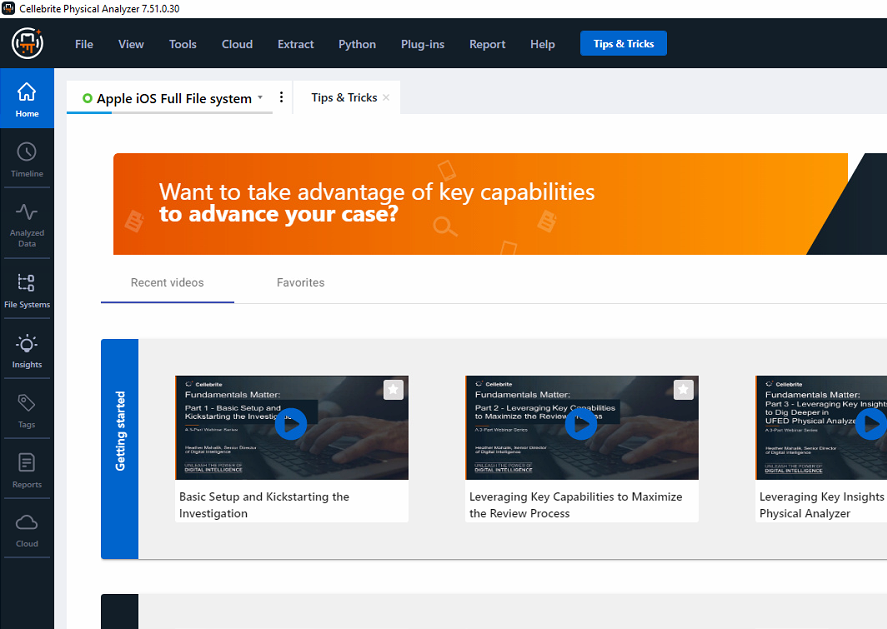 Cellebrite Physical Analyzer 7.51.0.30
File View Tools Cloud Extract Python Plug-ins Report Help Tips & Tricks
Home
Timeline
Analyzed
Data
File Systems
Insights
Tags
Reports
Cloud
Apple iOS Full File system
Tips & Tricks
Want to take advantage of key capabilities
to advance your case?
Recent videos
Favorites
Getting started
Cellebrite
Fundamentals Matter:
Part 1 - Basic Setup and
Kickstarting the
A 3-Part Webinar Series
Heather Mahalik, Senior Director
of Digital Intelligence
UNLEASH THE POWER OF
DIGITAL INTELLIGENCE
Basic Setup and Kickstarting the
Investigation
Cellebrite
Fundamentals Matter:
Part 2 - Leveraging Key Capabilities
to Maximize the Review
A 3-Part Webinar Series
Heather Mahalik, Senior Director
of Digital Intelligence
UNLEASH THE POWER OF
DIGITAL INTELLIGENCE
Leveraging Key Capabilities to Maximize
the Review Process
Cellebrite
Fundamentals Matter:
Part 3 - Leveraging Key Insights
to Dig Deeper in
UFED Physical Analyzer
A 3-Part Webinar Series
Heather Mahalik, Senior Director
of Digital Intelligence
UNLEASH THE POWER OF
DIGITAL INTELLIGENCE
Leveraging Key Insights
Physical Analyzer